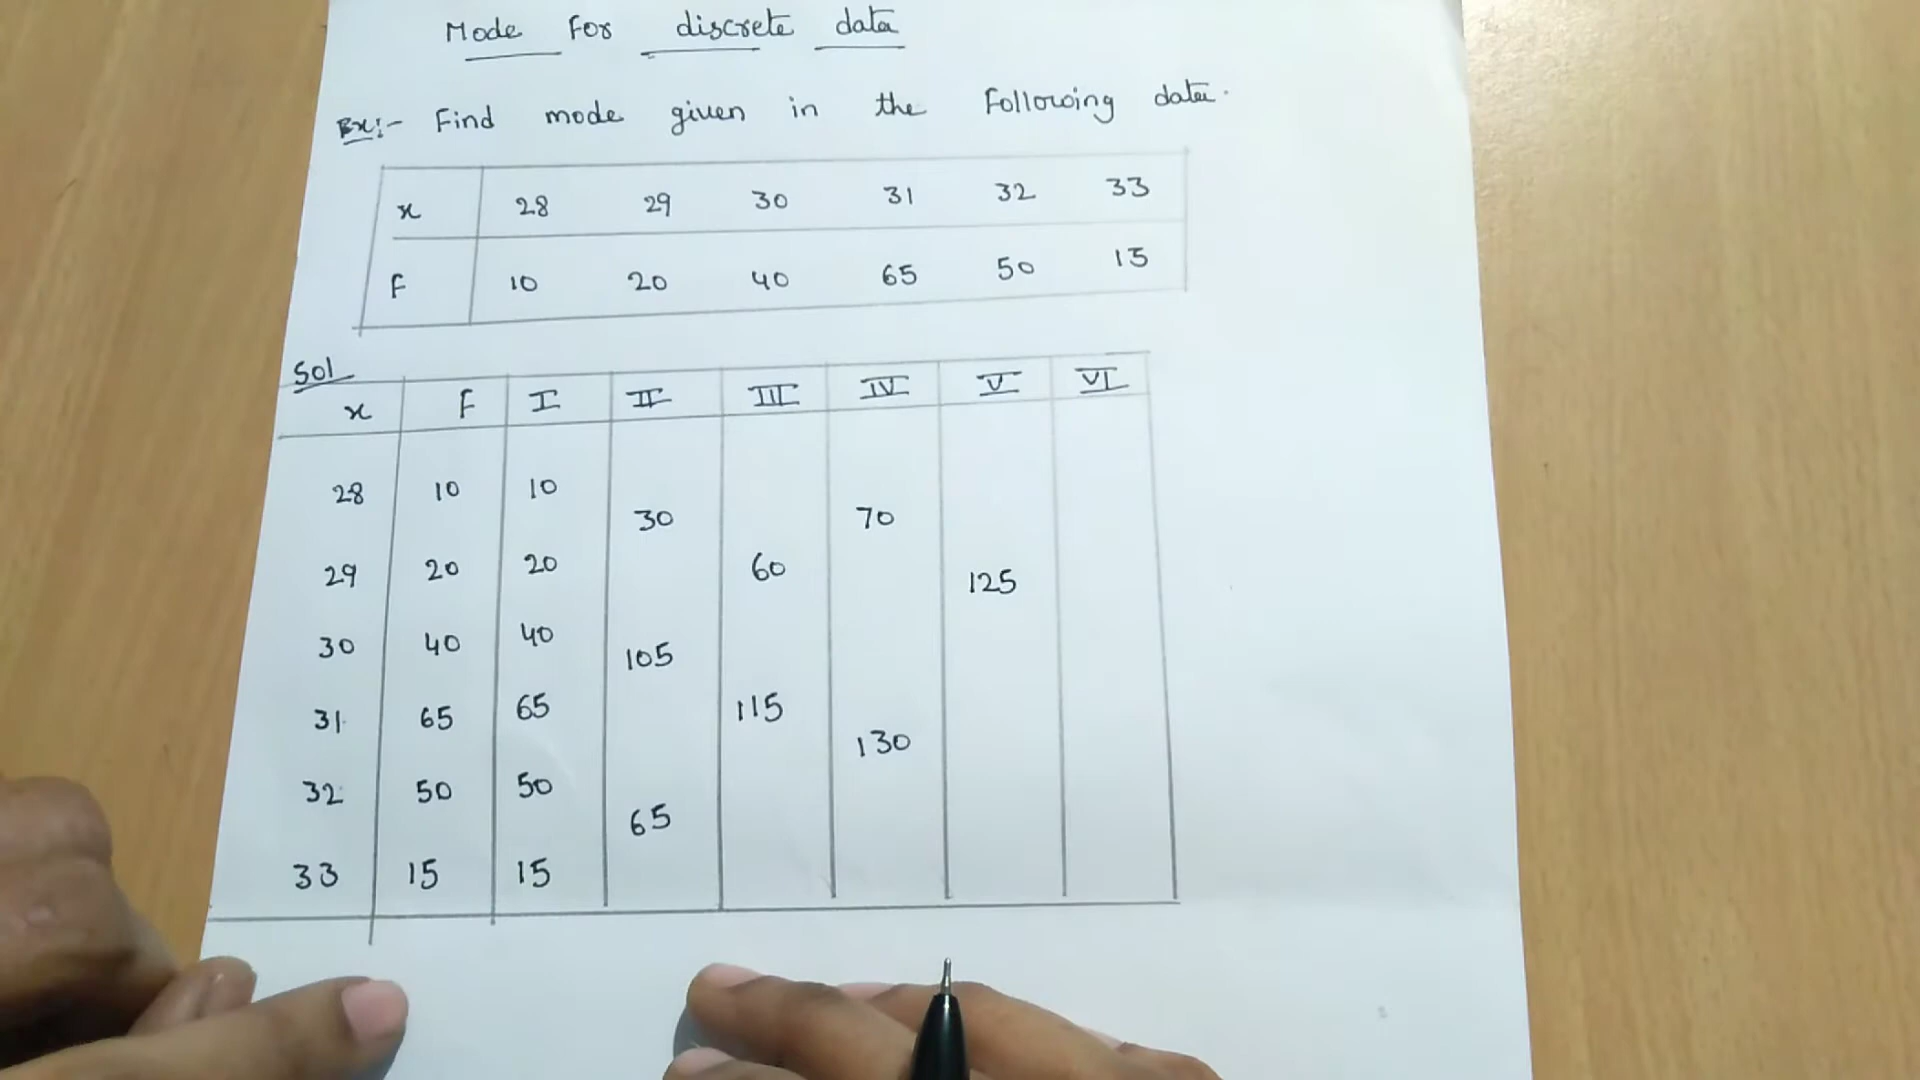 Mode for discrete data
Ex:- Find mode given in the following data.
x 28 29 30 31 32 33
f 10 20 40 65 50 15
Sol
x f I II III IV V VI
28 10 10
30 70
29 20 20 60
125
30 40 40
105
31 65 65 115
130
32 50 50
65
33 15 15